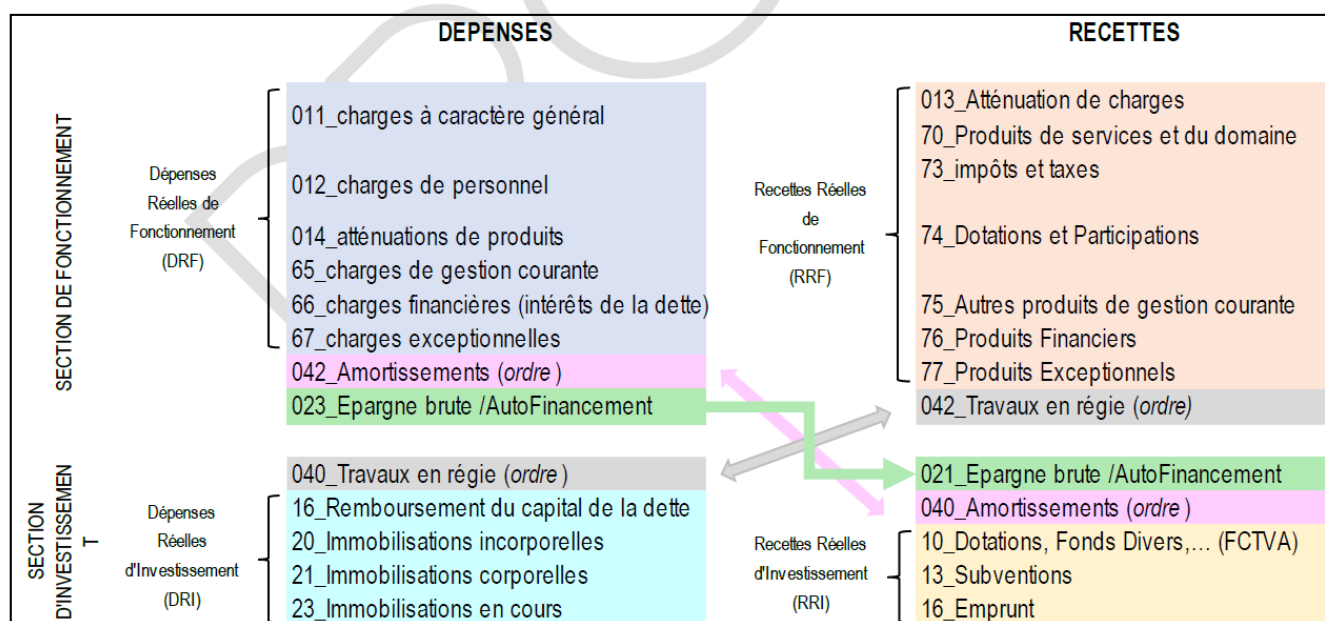 DEPENSES
RECETTES
SECTION DE FONCTIONNEMENT
Dépenses
Réelles de
Fonctionnement
(DRF)
011_charges à caractère général
012_charges de personnel
014_atténuations de produits
65_charges de gestion courante
66_charges financières (intérêts de la dette)
67_charges exceptionnelles
042_Amortissements (ordre )
023_Epargne brute /AutoFinancement
Recettes Réelles
de
Fonctionnement
(RRF)
013_Atténuation de charges
70_Produits de services et du domaine
73_impôts et taxes
74_Dotations et Participations
75_Autres produits de gestion courante
76_Produits Financiers
77_Produits Exceptionnels
042_Travaux en régie (ordre)
SECTION
D'INVESTISSEMEN
T
040_Travaux en régie (ordre )
Dépenses
Réelles
d'Investissement
(DRI)
16_Remboursement du capital de la dette
20_Immobilisations incorporelles
21_Immobilisations corporelles
23_Immobilisations en cours
021_Epargne brute /AutoFinancement
040_Amortissements (ordre )
Recettes Réelles
d'Investissement
(RRI)
10_Dotations, Fonds Divers,... (FCTVA)
13_Subventions
16_Emprunt